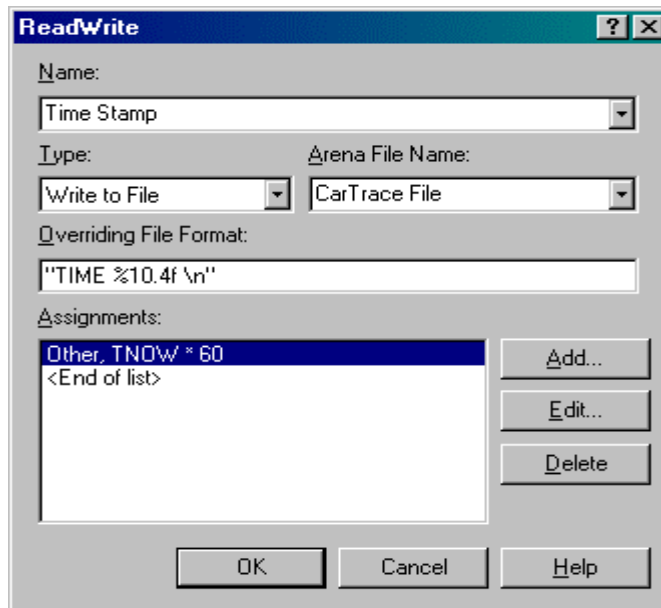 ReadWrite
Name:
Time Stamp
Type: Arena File Name:
Write to File CarTrace File
Overriding File Format:
"TIME %10.4f \n"
Assignments:
Other, TNOW * 60
<End of list>
Add...
Edit...
Delete
OK Cancel Help